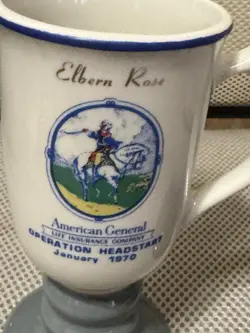 Elbern Rose
American General
LIFE INSURANCE COMPANY
OPERATION HEADSTART
January 1970